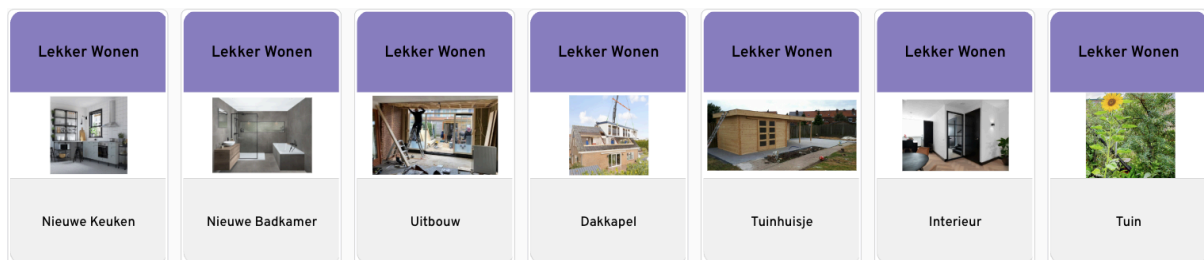 Lekker Wonen
Lekker Wonen
Lekker Wonen
Lekker Wonen
Lekker Wonen
Lekker Wonen
Lekker Wonen
Nieuwe Keuken
Nieuwe Badkamer
Uitbouw
Dakkapel
Tuinhuisje
Interieur
Tuin